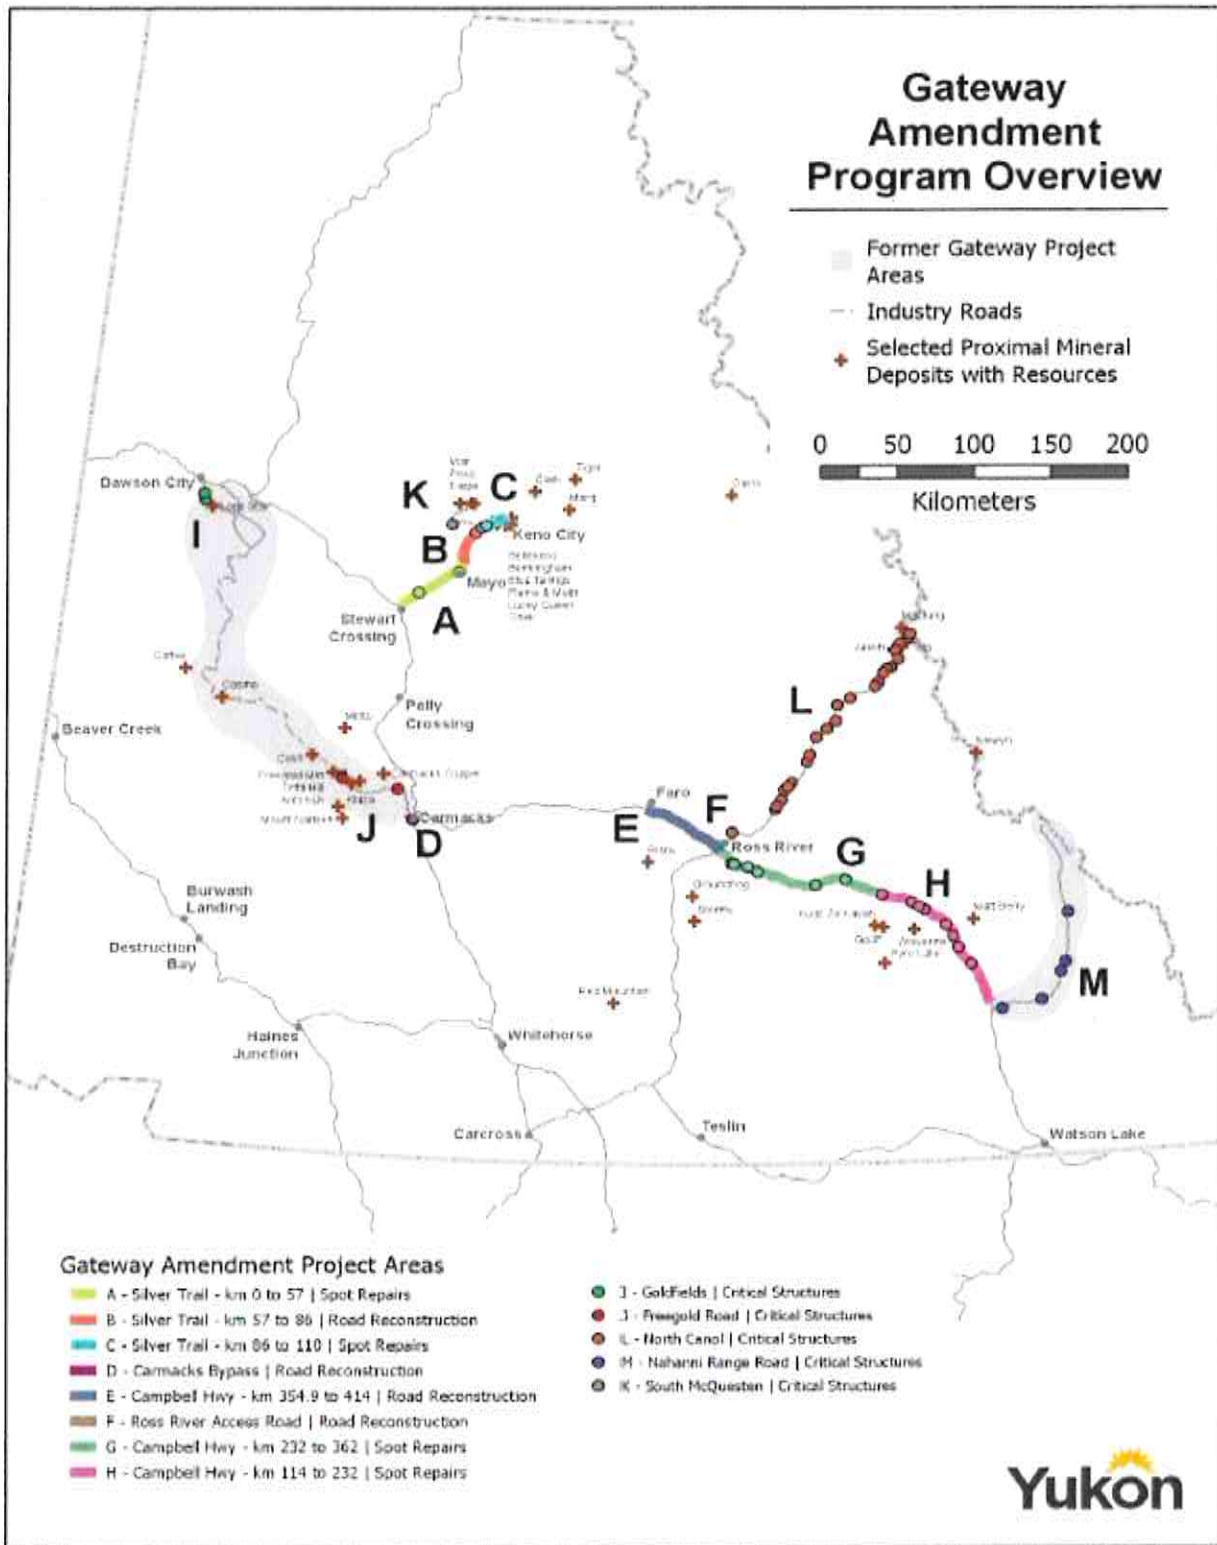 Gateway
Amendment
Program Overview
Former Gateway Project
Areas
Industry Roads
Selected Proximal Mineral
Deposits with Resources
0 50 100 150 200
Kilometers
Dawson City
I
K
C
Keno City
B
Mayo
A
Stewart
Crossing
Pelly
Crossing
Beaver Creek
L
Casino
J
Carmacks
D
Faro
E
F
Ross River
G
H
M
Burwash
Landing
Destruction
Bay
Haines
Junction
Red Mountain
Whitehorse
Carcross
Teslin
Watson Lake
Gateway Amendment Project Areas
A - Silver Trail - km 0 to 57 | Spot Repairs
B - Silver Trail - km 57 to 86 | Road Reconstruction
C - Silver Trail - km 86 to 110 | Spot Repairs
D - Carmacks Bypass | Road Reconstruction
E - Campbell Hwy - km 354.9 to 414 | Road Reconstruction
F - Ross River Access Road | Road Reconstruction
G - Campbell Hwy - km 232 to 362 | Spot Repairs
H - Campbell Hwy - km 114 to 232 | Spot Repairs
I - Goldfields | Critical Structures
J - Freegold Road | Critical Structures
L - North Canol | Critical Structures
M - Nahanni Range Road | Critical Structures
K - South McQuesten | Critical Structures
Yukon